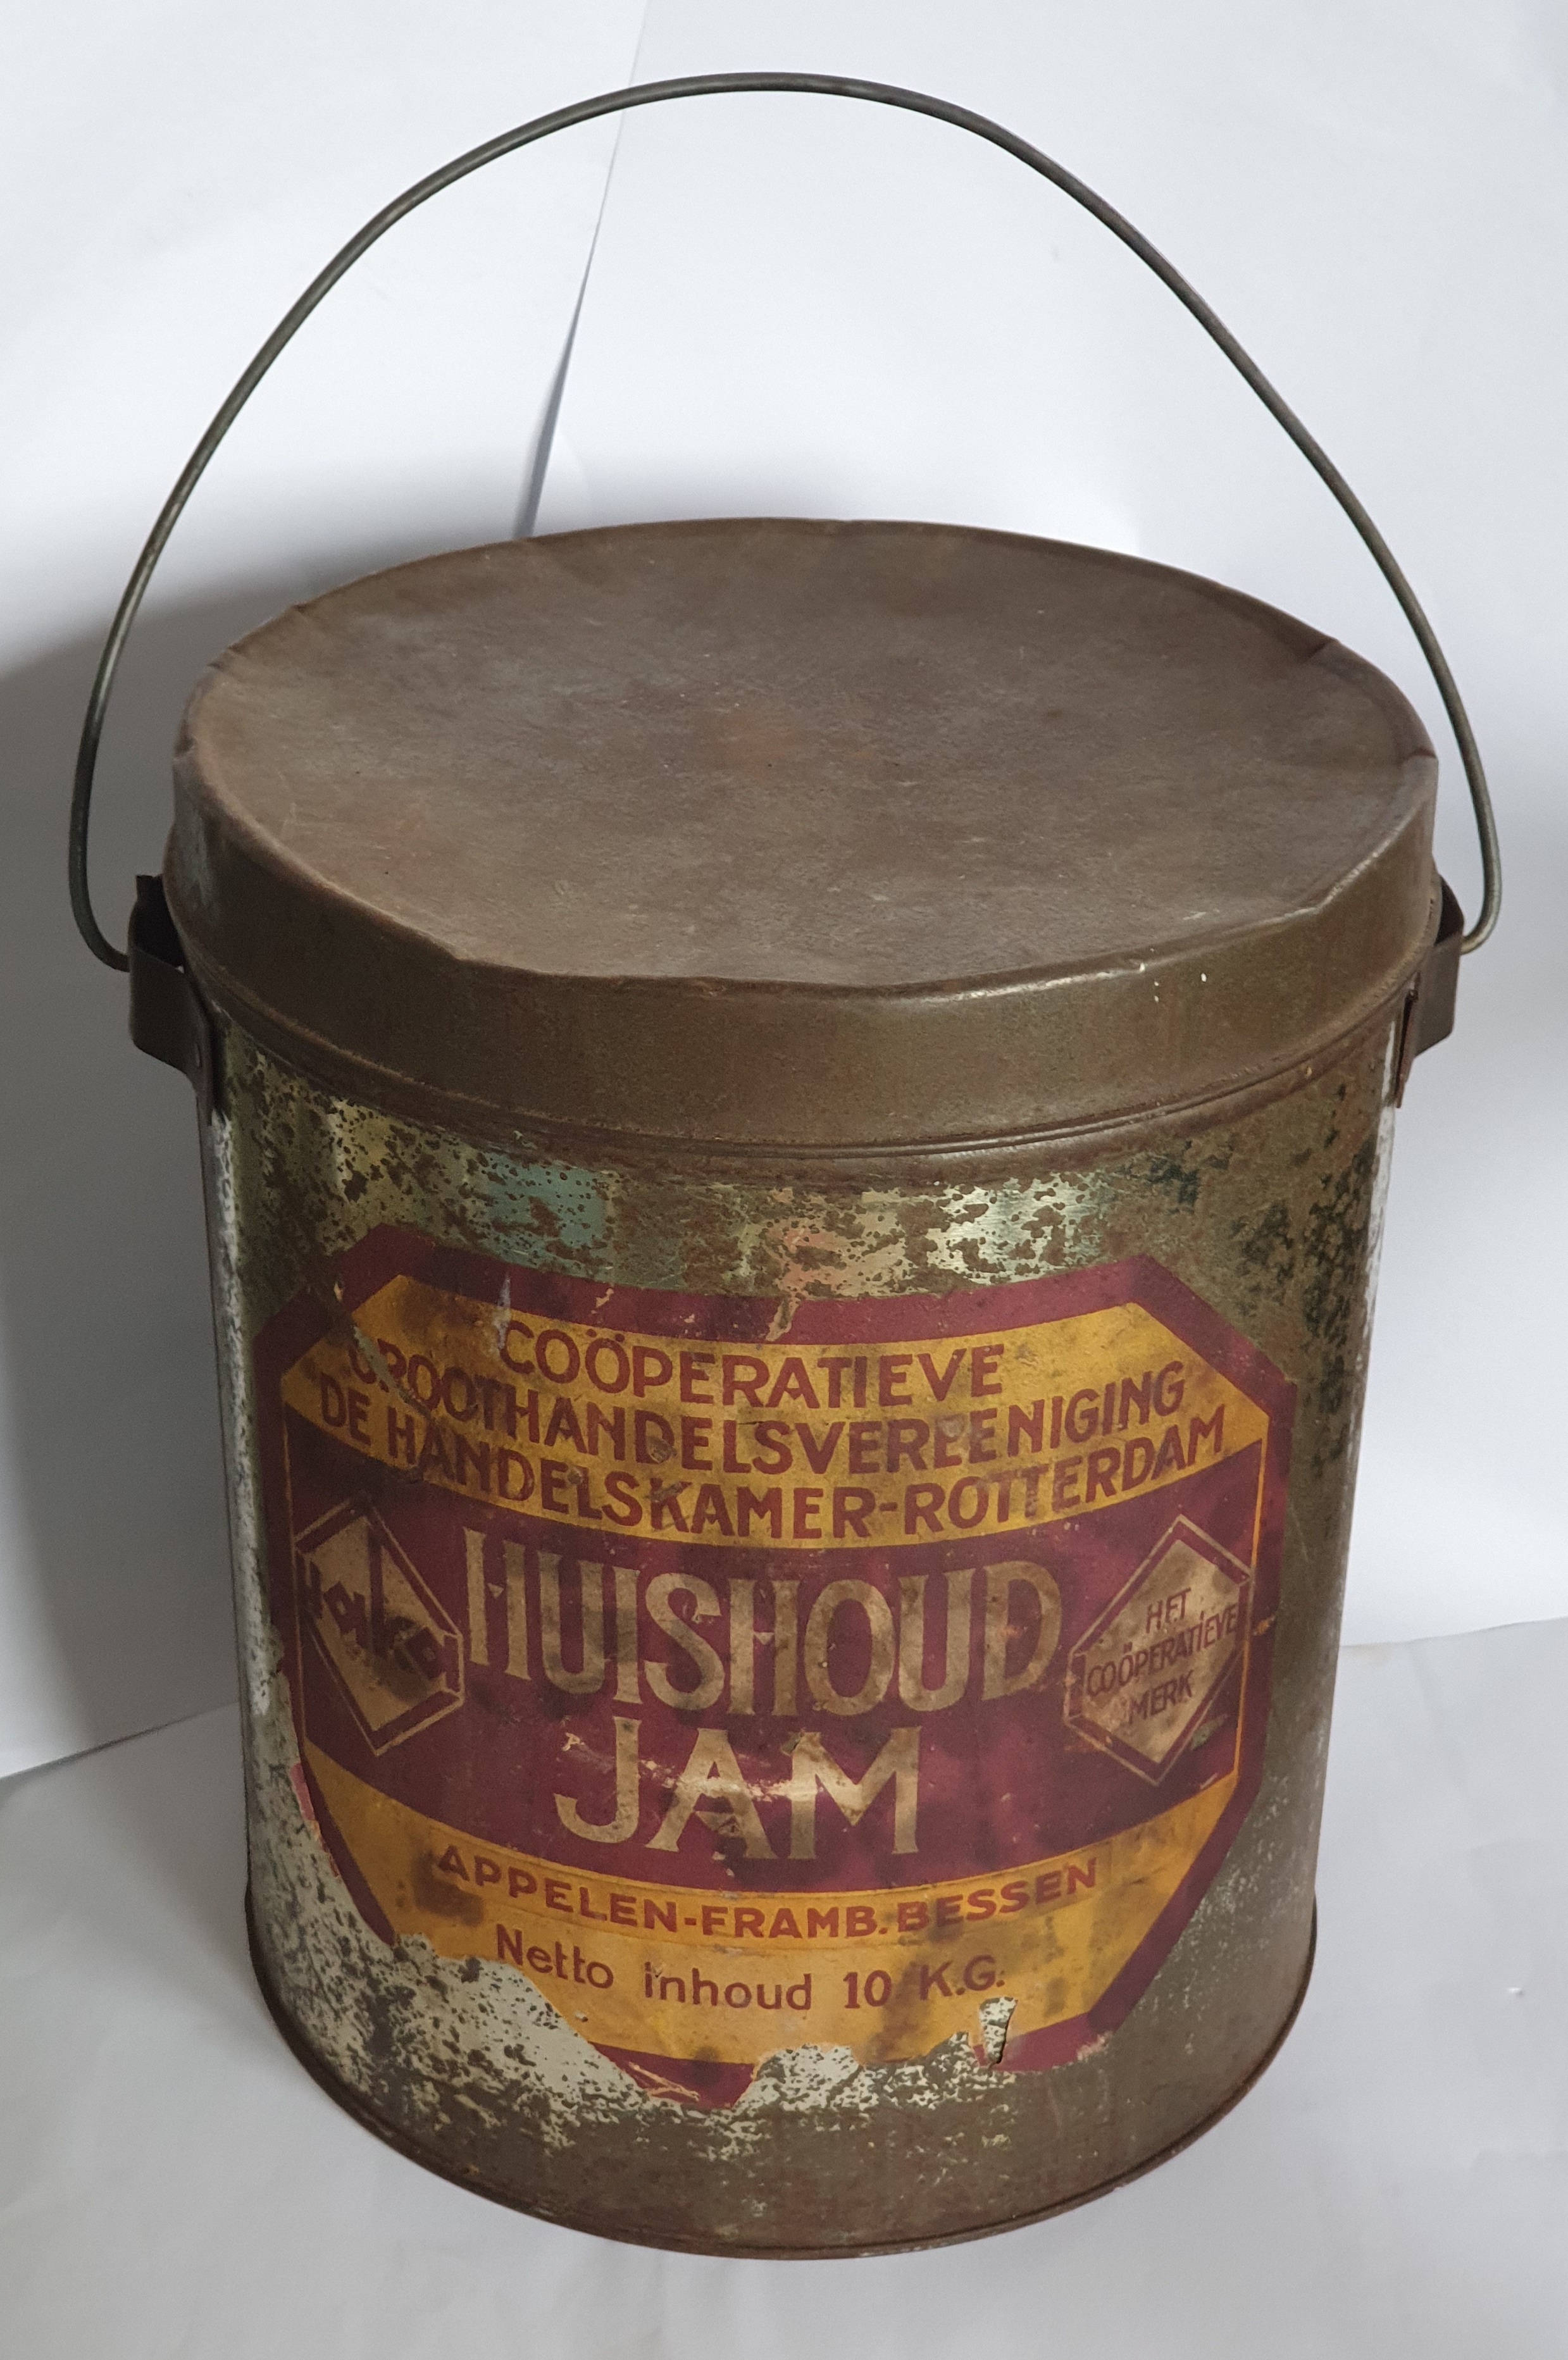 COÖPERATIEVE
GROOTHANDELSVEREENIGING
DE HANDELSKAMER-ROTTERDAM
HUISHOUD
JAM
HET
COÖPERATIEVE
MERK
APPELEN-FRAMB.BESSEN
Netto inhoud 10 K.G.